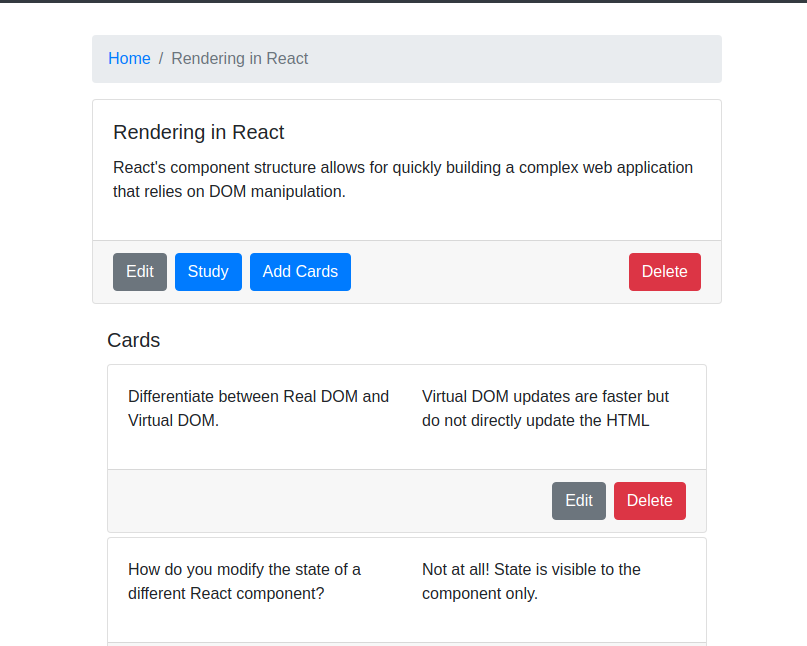 Home / Rendering in React
Rendering in React
React's component structure allows for quickly building a complex web application
that relies on DOM manipulation.
Edit Study Add Cards Delete
Cards
Differentiate between Real DOM and
Virtual DOM.
Virtual DOM updates are faster but
do not directly update the HTML
Edit Delete
How do you modify the state of a
different React component?
Not at all! State is visible to the
component only.